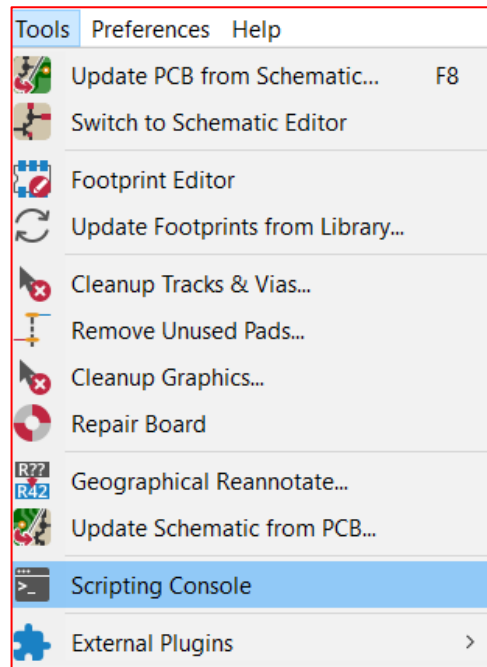 Tools Preferences Help
Update PCB from Schematic... F8
Switch to Schematic Editor
Footprint Editor
Update Footprints from Library...
Cleanup Tracks & Vias...
Remove Unused Pads...
Cleanup Graphics...
Repair Board
R??
R42
Geographical Reannotate...
Update Schematic from PCB...
>_ Scripting Console
External Plugins >